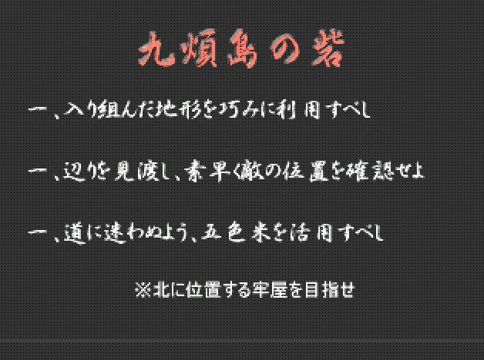 九煩島の砦
一、入り組んだ地形を巧みに利用すべし
一、辺りを見渡し、素早く敵の位置を確認せよ
一、道に迷わぬよう、五色米を活用すべし
※北に位置する牢屋を目指せ